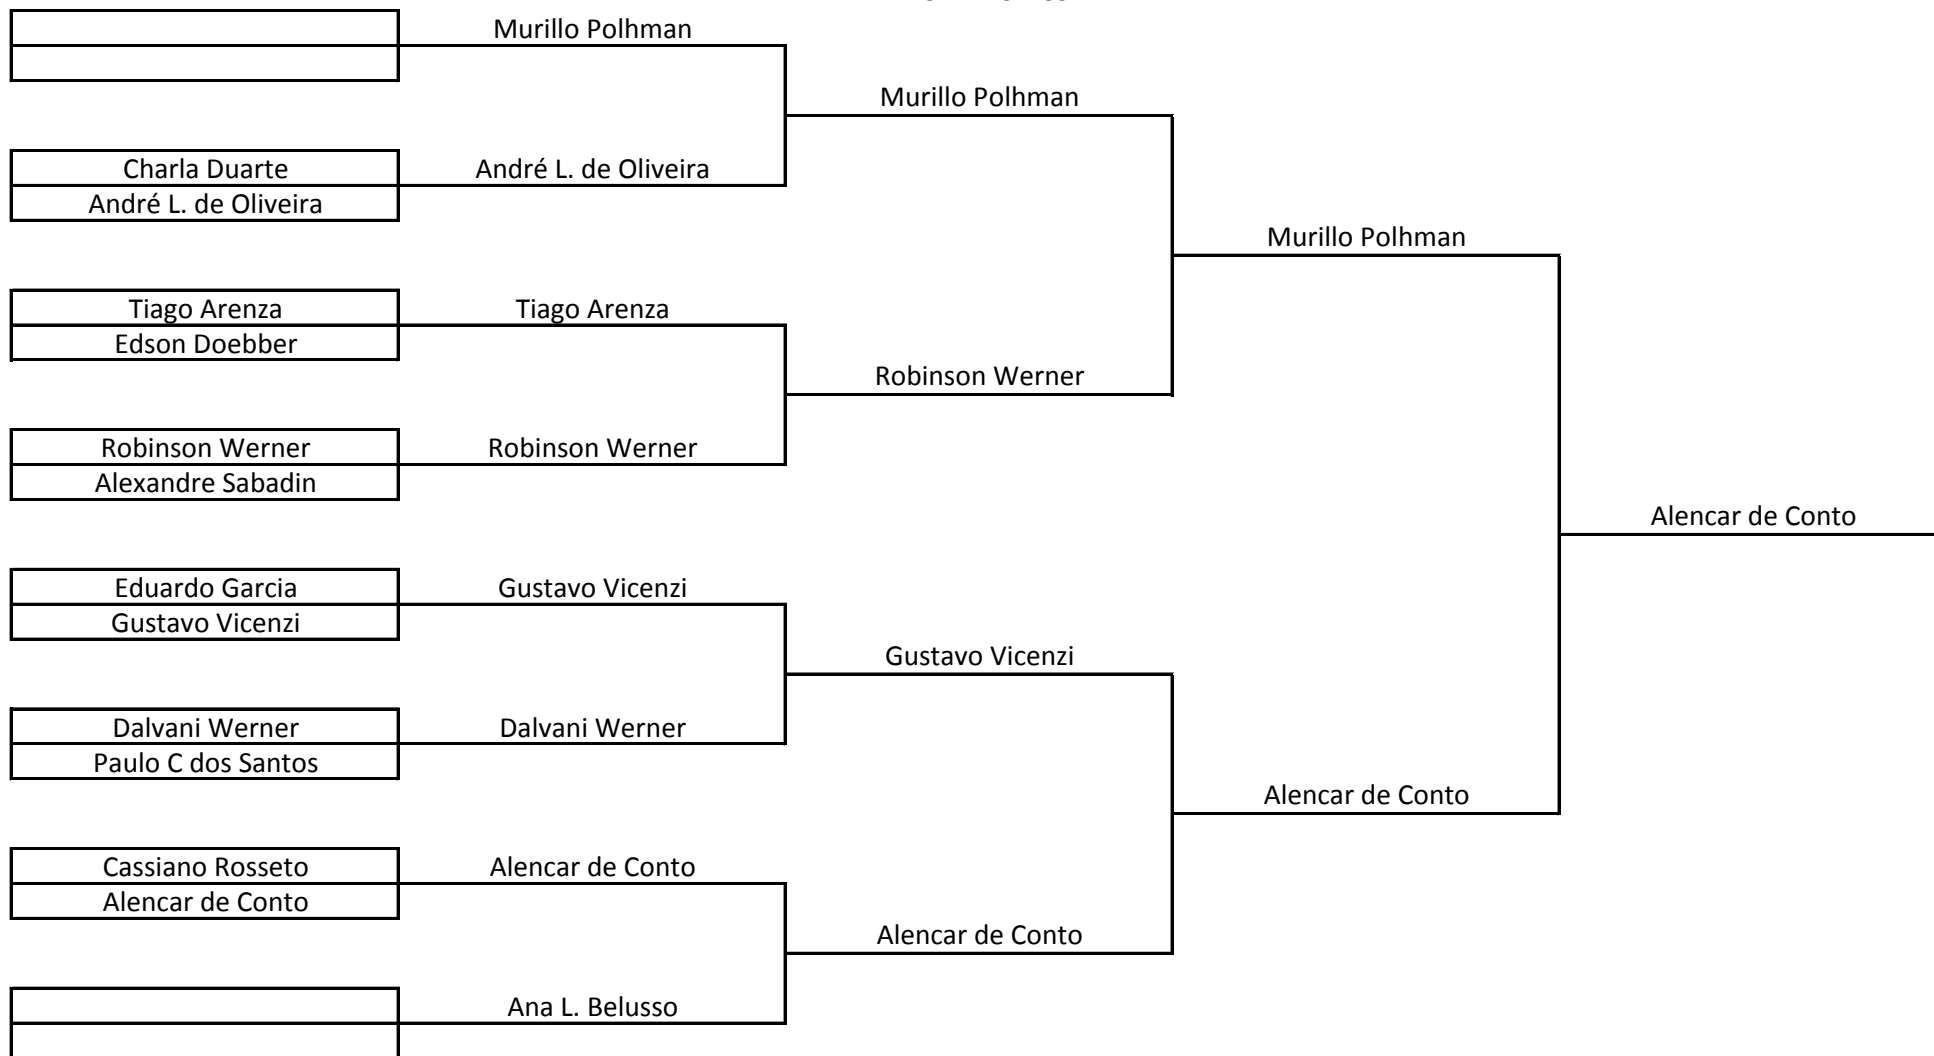 Murillo Polhman
Murillo Polhman
Charla Duarte
André L. de Oliveira
André L. de Oliveira
Murillo Polhman
Tiago Arenza
Tiago Arenza
Edson Doebber
Robinson Werner
Robinson Werner
Robinson Werner
Alexandre Sabadin
Alencar de Conto
Eduardo Garcia
Gustavo Vicenzi
Gustavo Vicenzi
Gustavo Vicenzi
Dalvani Werner
Dalvani Werner
Paulo C dos Santos
Alencar de Conto
Cassiano Rosseto
Alencar de Conto
Alencar de Conto
Alencar de Conto
Ana L. Belusso